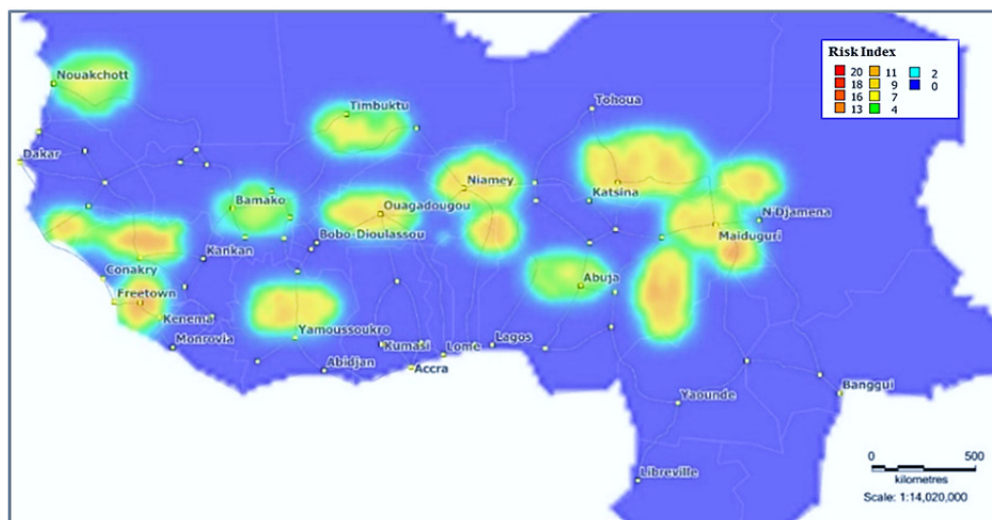 Risk Index
20 11 2
18 9 0
16 7
13 4
Nouakchott
Timbuktu
Tohoua
Dakar
Niamey
Katsina
Bamako
Ouagadougou
N'Djamena
Bobo-Dioulassou
Maiduguri
Kankan
Conakry
Abuja
Freetown
Kenema
Yamoussoukro
Monrovia
Kumasi
Lome
Lagos
Abidjan
Accra
Banggui
Yaounde
Libreville
0 500
kilometres
Scale: 1:14,020,000